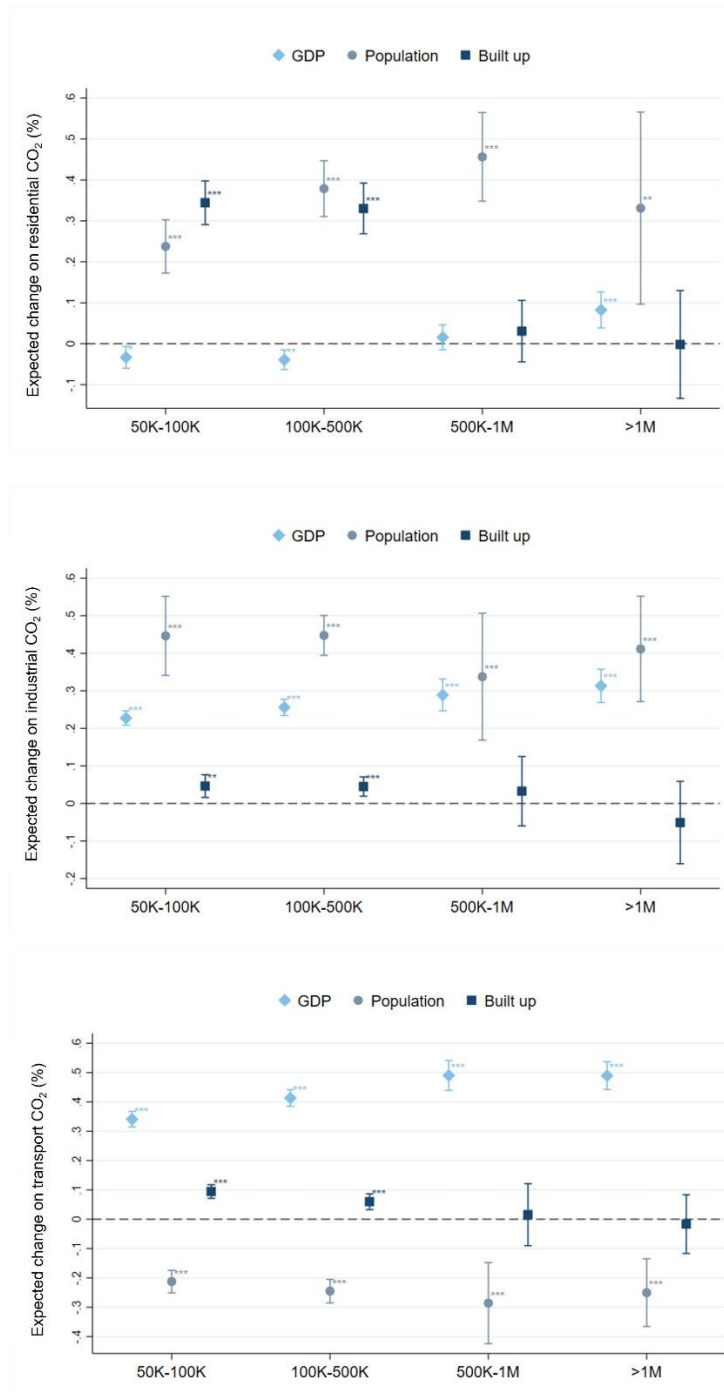 GDP Population Built up
Expected change on residential CO₂ (%)
.6
.5
.4
.3
.2
.1
0
-.1
*** *** *** *** *** *** ** * ** ***
50K-100K 100K-500K 500K-1M >1M
GDP Population Built up
Expected change on industrial CO₂ (%)
.6
.5
.4
.3
.2
.1
0
-.1
-.2
*** *** *** *** *** *** *** *** ** ***
50K-100K 100K-500K 500K-1M >1M
GDP Population Built up
Expected change on transport CO₂ (%)
.6
.5
.4
.3
.2
.1
0
-.1
-.2
-.3
-.4
*** *** *** *** *** *** *** *** *** ***
50K-100K 100K-500K 500K-1M >1M